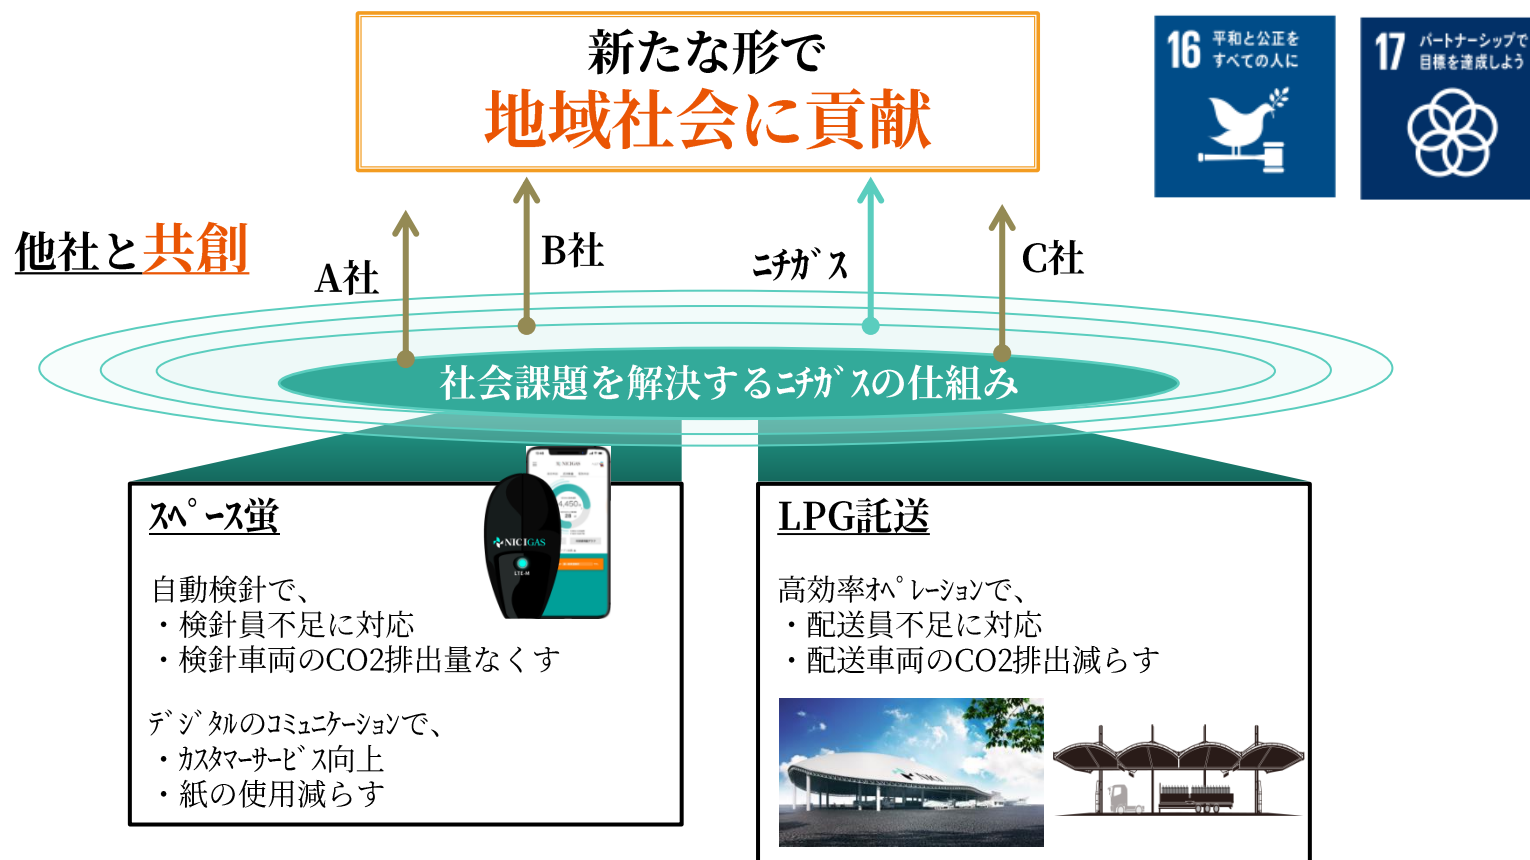 新たな形で
地域社会に貢献
16 平和と公正を
すべての人に
17 パートナーシップで
目標を達成しよう
他社と共創
A社
B社
ﾆﾁｶﾞｽ
C社
社会課題を解決するﾆﾁｶﾞｽの仕組み
ｽﾍﾟｰｽ蛍
自動検針で、
・検針員不足に対応
・検針車両のCO2排出量なくす
ﾃﾞｼﾞﾀﾙのｺﾐｭﾆｹｰｼｮﾝで、
・ｶｽﾀﾏｰｻｰﾋﾞｽ向上
・紙の使用減らす
NICIGAS
LTE-M
LPG託送
高効率ｵﾍﾟﾚｰｼｮﾝで、
・配送員不足に対応
・配送車両のCO2排出減らす